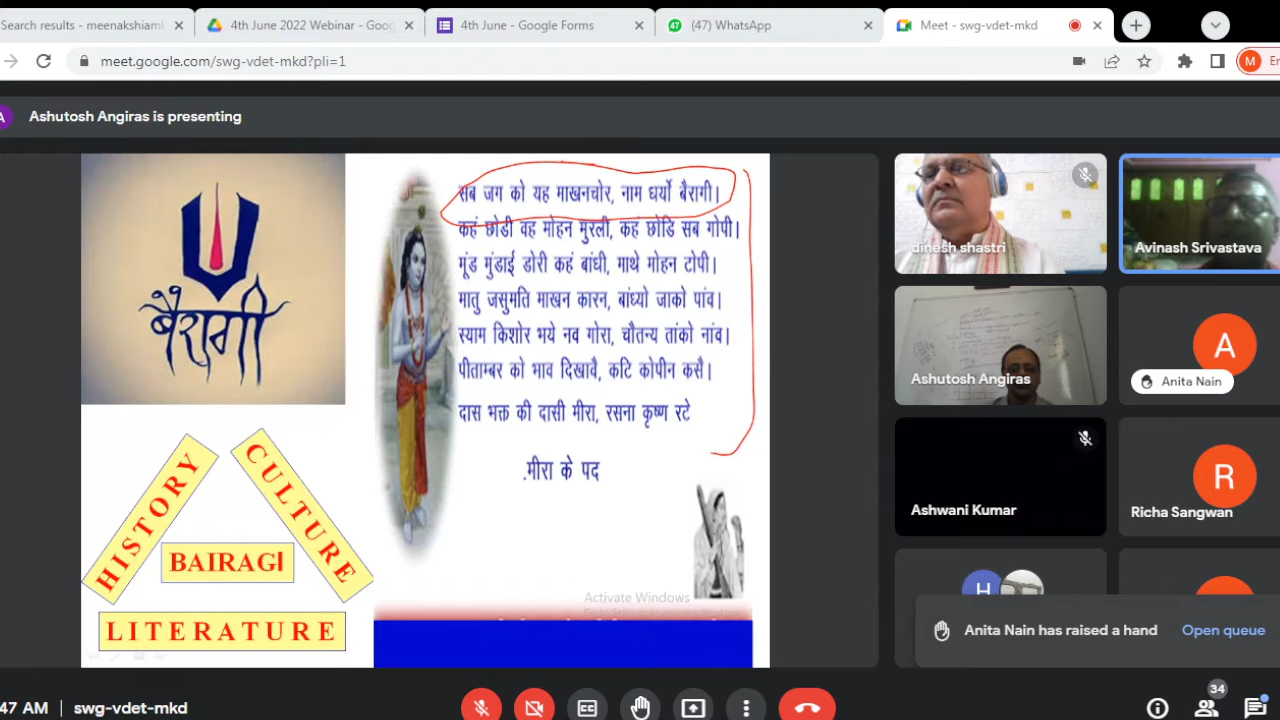 Search results - meenakshiaml
4th June 2022 Webinar - Goog
4th June - Google Forms
(47) WhatsApp
Meet - swg-vdet-mkd
meet.google.com/swg-vdet-mkd?pli=1
M
A
Ashutosh Angiras is presenting
बैरागी
HISTORY
CULTURE
BAIRAGI
LITERATURE
सब जग को यह माखनचोर, नाम धर्यो बैरागी।
कहं छोडी वह मोहन मुरली, कहं छोडि सब गोपी।
मूंड मुंडाई डोरी कहं बांधी, माथे मोहन टोपी।
मातु जसुमति माखन कारन, बांध्यो जाको पांव।
स्याम किशोर भये नव गोरा, चौतन्य तांको नांव।
पीताम्बर को भाव दिखावै, कटि कोपीन कसै।
दास भक्त की दासी मीरा, रसना कृष्ण रटे
.मीरा के पद
Activate Windows
dinesh shastri
Avinash Srivastava
Ashutosh Angiras
A
Anita Nain
Ashwani Kumar
R
Richa Sangwan
H
Anita Nain has raised a hand
Open queue
47 AM
swg-vdet-mkd
34